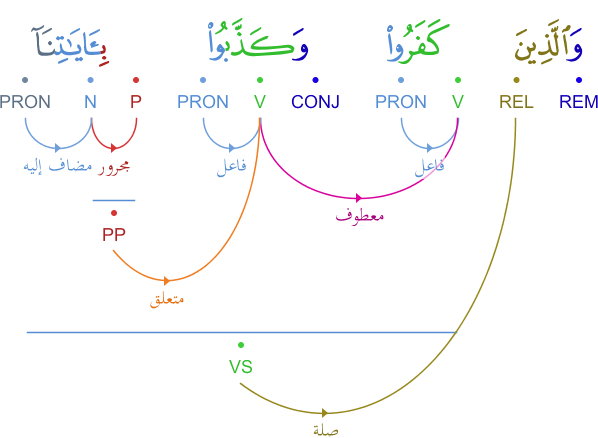 وَٱلَّذِينَ كَفَرُوا۟ وَكَذَّبُوا۟ بِـَٔايَـٰتِنَآ
PRON N P PRON V CONJ PRON V REL REM
مضاف إليه مجرور فاعل فاعل
معطوف
PP
متعلق
VS
صلة